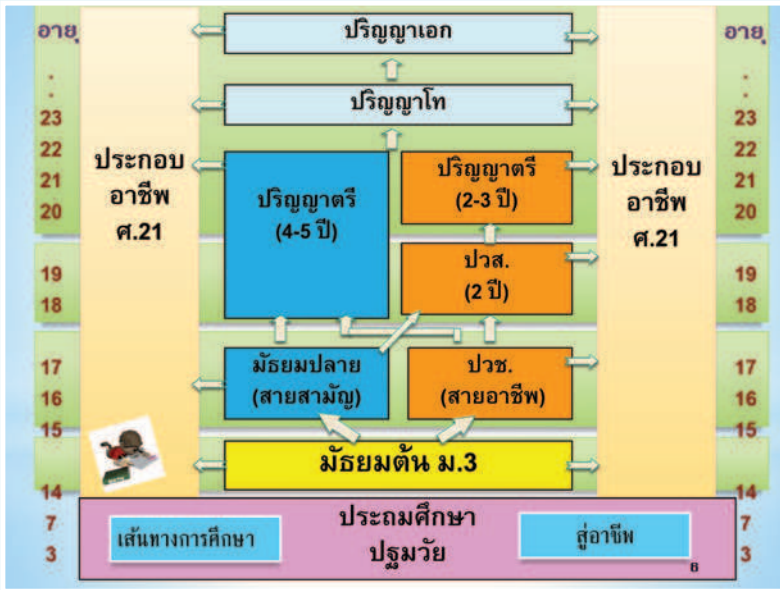 อายุ
ปริญญาเอก
อายุ
.
.
.
.
ปริญญาโท
23
23
22
22
21
21
20
20
ประกอบ
อาชีพ
ศ.21
ปริญญาตรี
(4-5 ปี)
ปริญญาตรี
(2-3 ปี)
ประกอบ
อาชีพ
ศ.21
19
19
18
18
ปวส.
(2 ปี)
17
17
16
16
15
15
มัธยมปลาย
(สายสามัญ)
ปวช.
(สายอาชีพ)
มัธยมต้น ม.3
14
14
7
7
3
3
ประถมศึกษา
ปฐมวัย
เส้นทางการศึกษา
สู่อาชีพ
6